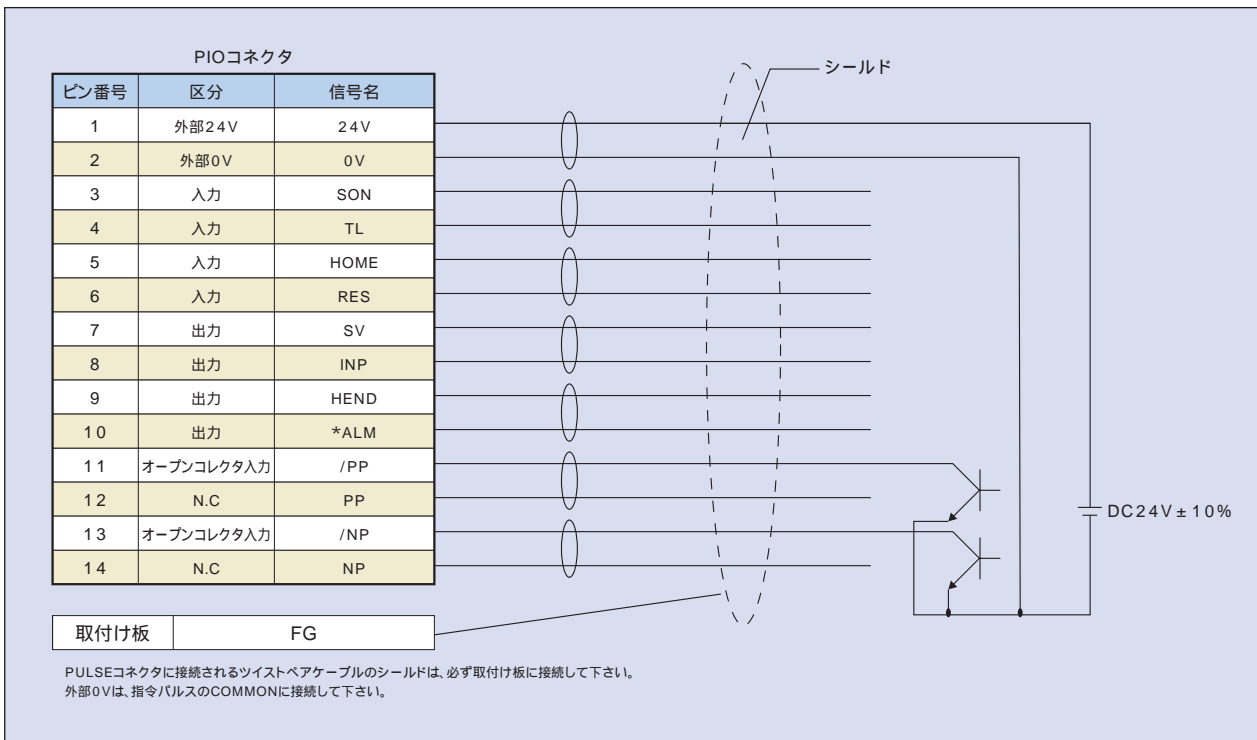 PIOコネクタ
シールド
ピン番号 区分 信号名
1 外部24V 24V
2 外部0V 0V
3 入力 SON
4 入力 TL
5 入力 HOME
6 入力 RES
7 出力 SV
8 出力 INP
9 出力 HEND
10 出力 *ALM
11 オープンコレクタ入力 /PP
12 N.C PP
13 オープンコレクタ入力 /NP
14 N.C NP
DC24V±10%
取付け板 FG
PULSEコネクタに接続されるツイストペアケーブルのシールドは、必ず取付け板に接続して下さい。
外部0Vは、指令パルスのCOMMONに接続して下さい。